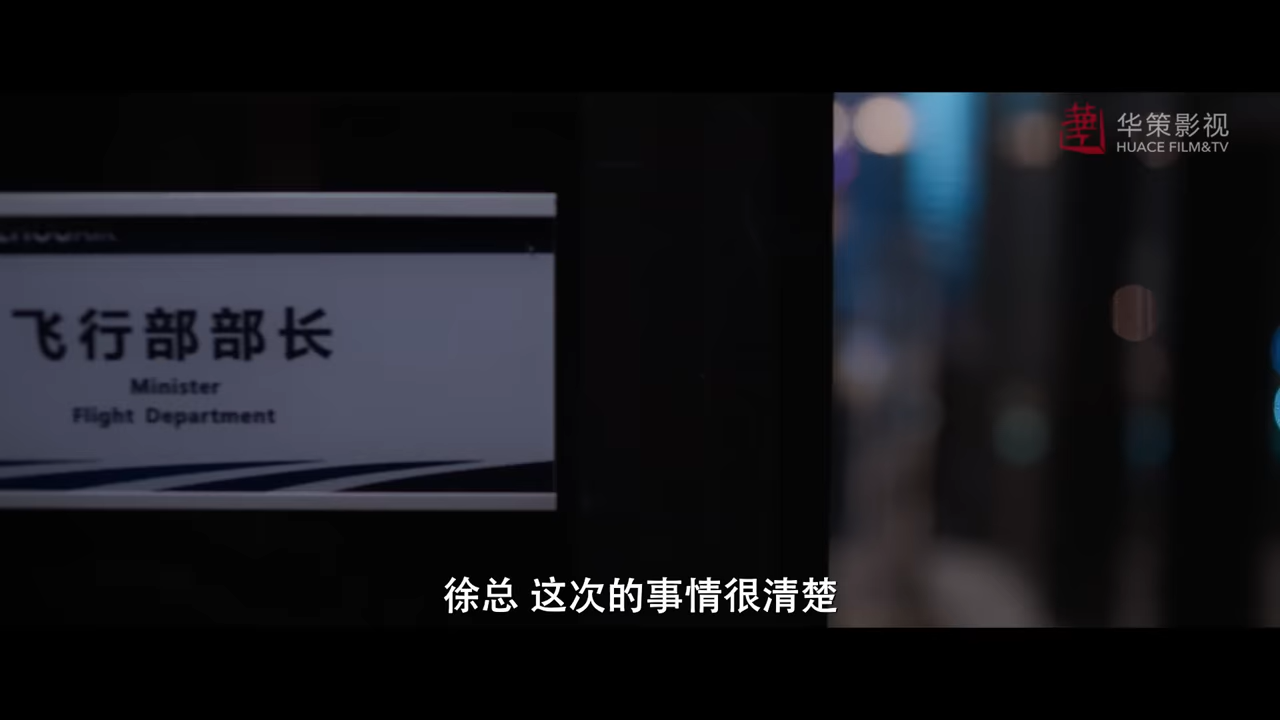 华策影视
HUACE FILM&TV
飞行部部长
Minister
Flight Department
徐总 这次的事情很清楚